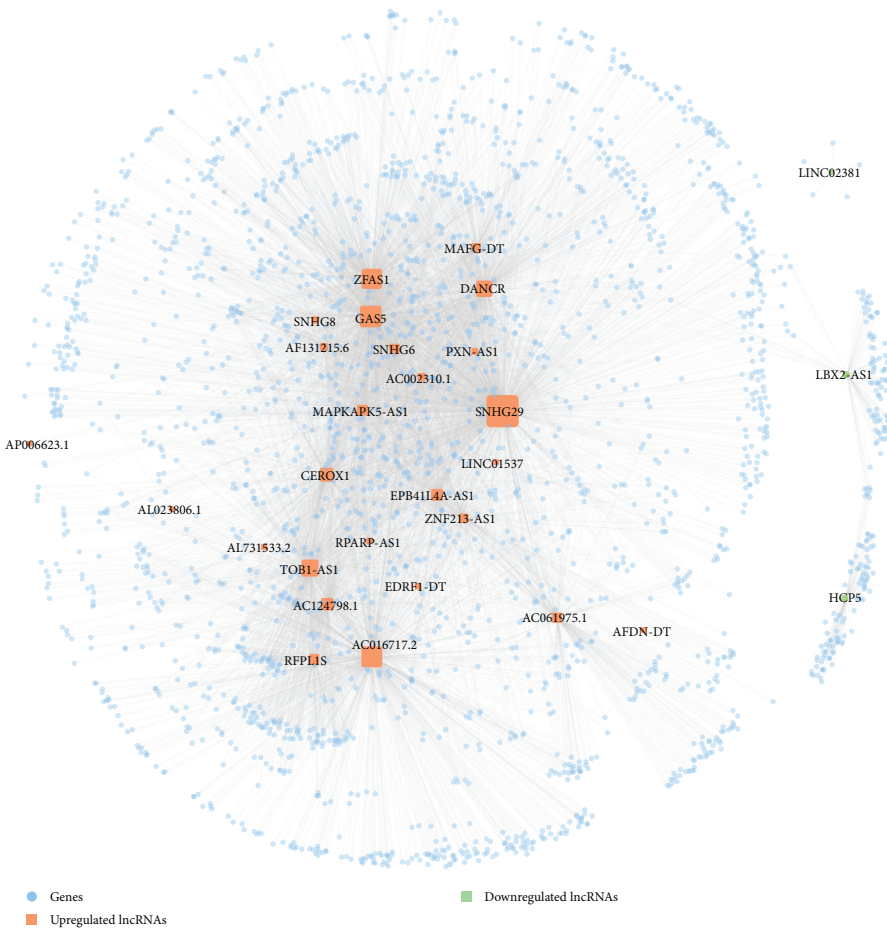 LINC02381
MAFG-DT
ZFAS1
DANCR
SNHG8
GAS5
AF131215.6
SNHG6
PXN-AS1
AC002310.1
LBX2-AS1
MAPKAPK5-AS1
SNHG29
AP006623.1
LINC01537
CEROX1
EPB41L4A-AS1
AL023806.1
ZNF213-AS1
AL731533.2
RPARP-AS1
TOB1-AS1
EDRF1-DT
HCP5
AC124798.1
AC061975.1
AFDN-DT
AC016717.2
RFPL1S
Genes
Downregulated lncRNAs
Upregulated lncRNAs